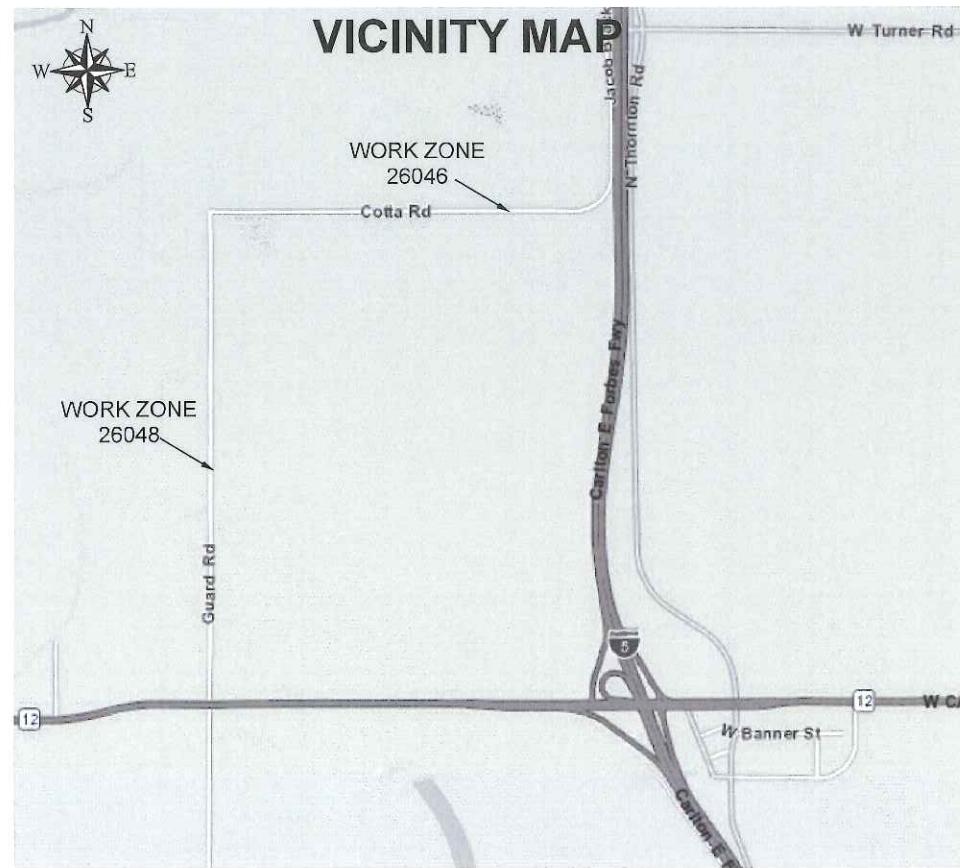 VICINITY MAP
N
W
E
S
W Turner Rd
N Thornton Rd
WORK ZONE
26046
Cotta Rd
Carlton E Forbes Fwy
WORK ZONE
26048
Guard Rd
5
12
12
W Banner St
Carlton E